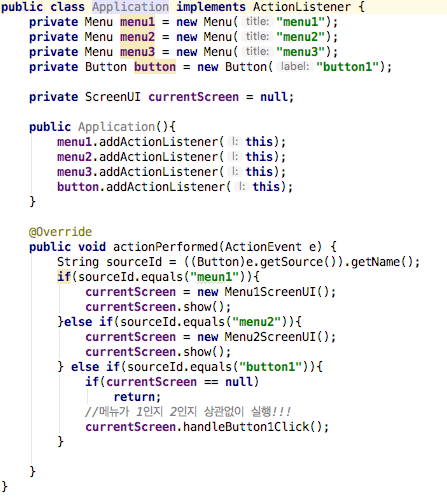 public class Application implements ActionListener {
    private Menu menu1 = new Menu( title: "menu1");
    private Menu menu2 = new Menu( title: "menu2");
    private Menu menu3 = new Menu( title: "menu3");
    private Button button = new Button( label: "button1");

    private ScreenUI currentScreen = null;

    public Application(){
        menu1.addActionListener( l: this);
        menu2.addActionListener( l: this);
        menu3.addActionListener( l: this);
        button.addActionListener( l: this);
    }

    @Override
    public void actionPerformed(ActionEvent e) {
        String sourceId = ((Button)e.getSource()).getName();
        if(sourceId.equals("meun1")){
            currentScreen = new Menu1ScreenUI();
            currentScreen.show();
        }else if(sourceId.equals("menu2")){
            currentScreen = new Menu2ScreenUI();
            currentScreen.show();
        } else if(sourceId.equals("button1")){
            if(currentScreen == null)
                return;
            //메뉴가 1인지 2인지 상관없이 실행!!!
            currentScreen.handleButton1Click();
        }

    }
}